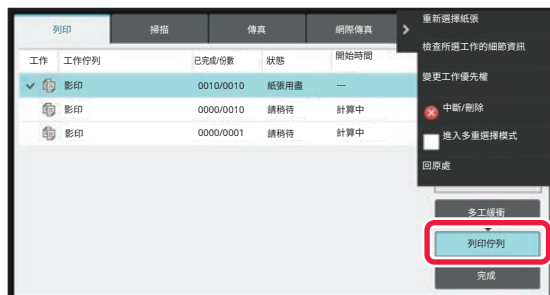 列印 掃描 傳真 網際傳真
工作 工作佇列 已完成/份數 狀態 開始時間
影印 0010/0010 紙張用盡 ---
影印 0000/0010 請稍待 計算中
影印 0000/0001 請稍待 計算中
重新選擇紙張
檢查所選工作的細節資訊
變更工作優先權
中斷/刪除
進入多重選擇模式
回原處
多工緩衝
列印佇列
完成